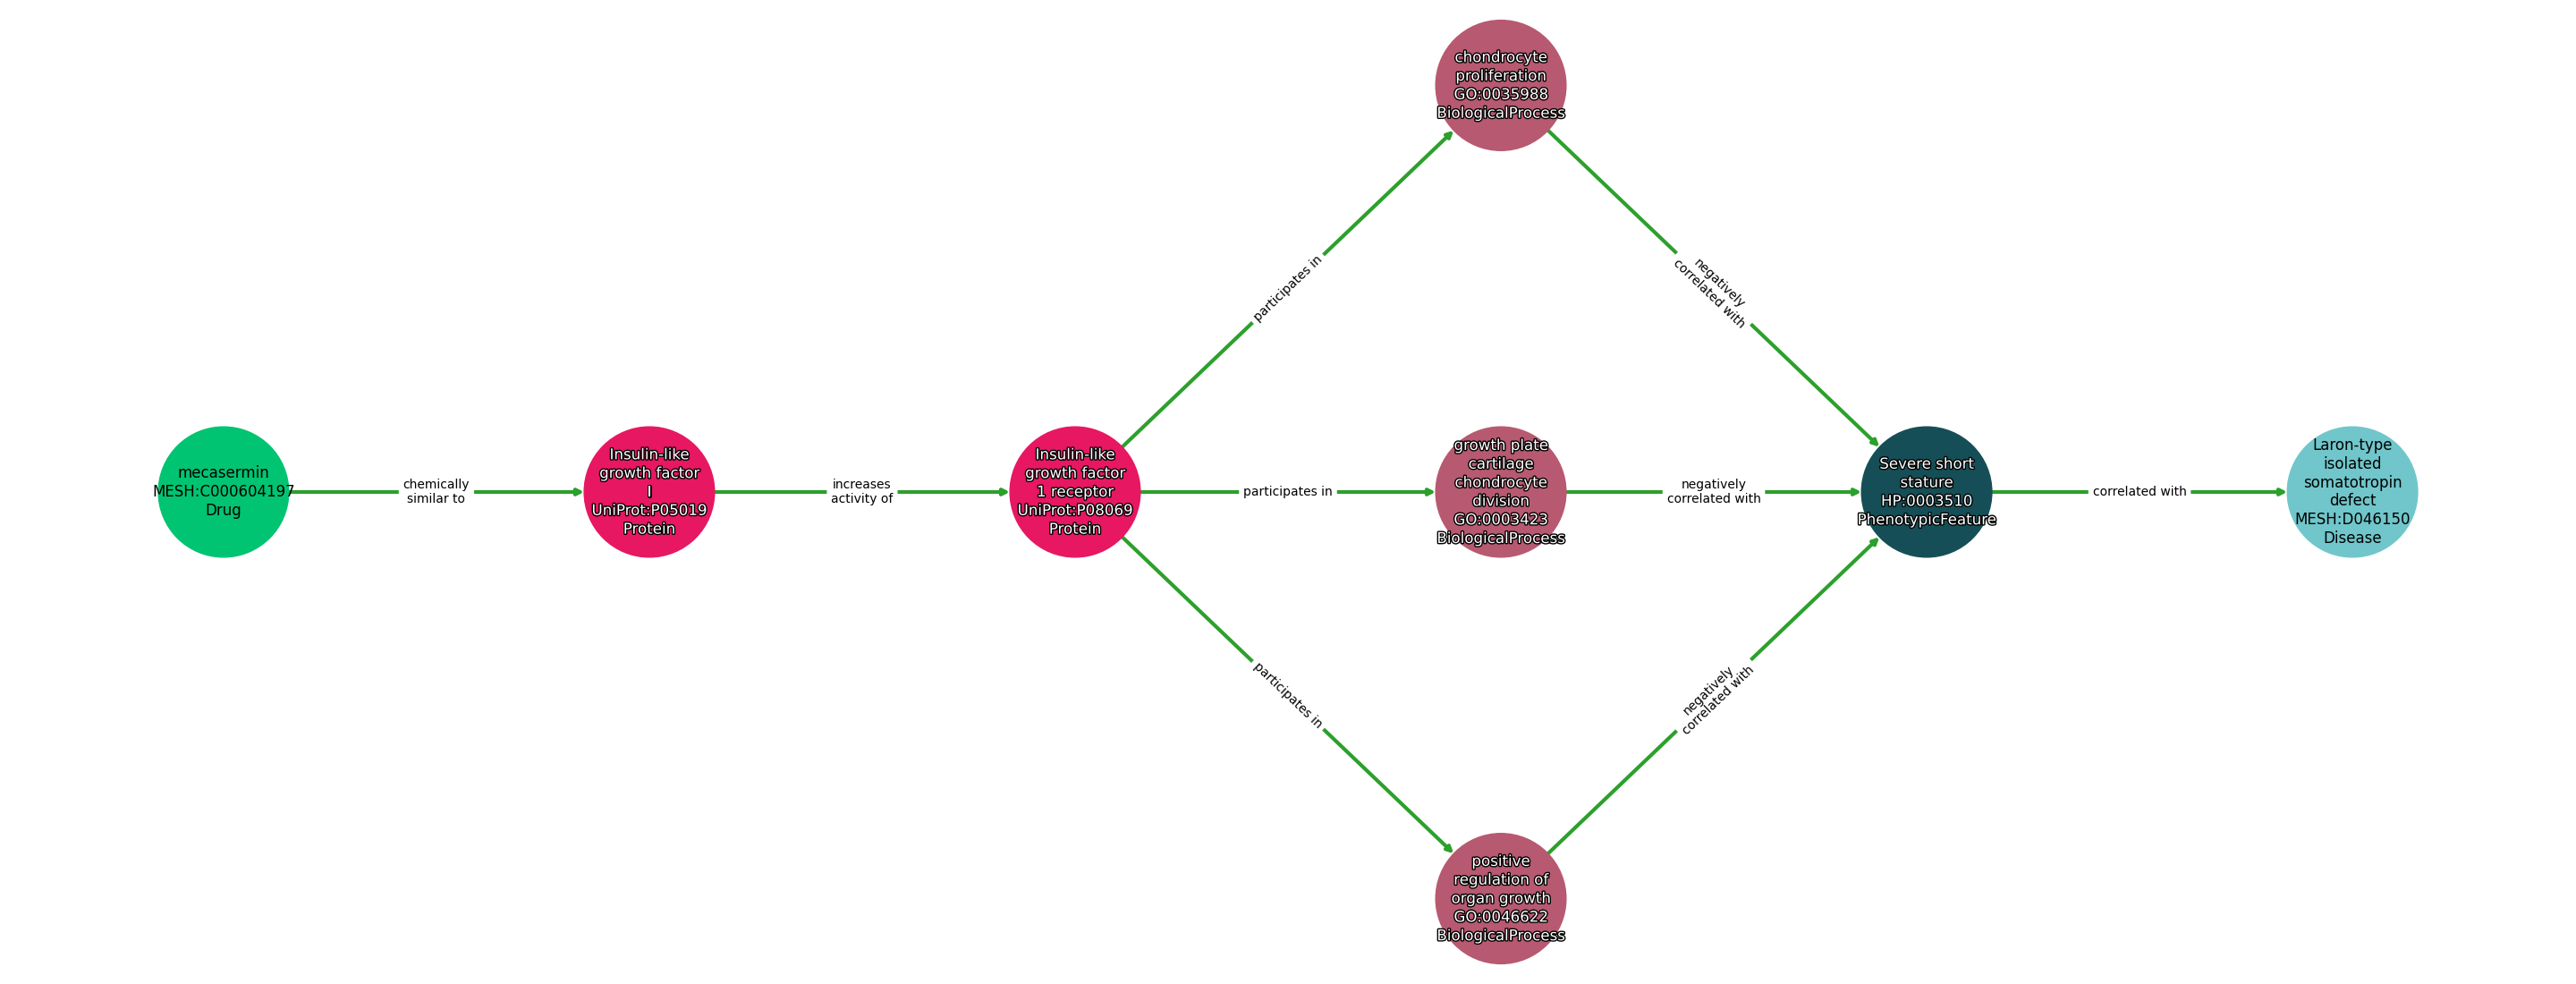 chondrocyte
proliferation
GO:0035988
BiologicalProcess
participates in
negatively
correlated with
mecasermin
MESH:C000604197
Drug
chemically
similar to
Insulin-like
growth factor
I
UniProt:P05019
Protein
increases
activity of
Insulin-like
growth factor
1 receptor
UniProt:P08069
Protein
participates in
growth plate
cartilage
chondrocyte
division
GO:0003423
BiologicalProcess
negatively
correlated with
Severe short
stature
HP:0003510
PhenotypicFeature
correlated with
Laron-type
isolated
somatotropin
defect
MESH:D046150
Disease
participates in
negatively
correlated with
positive
regulation of
organ growth
GO:0046622
BiologicalProcess